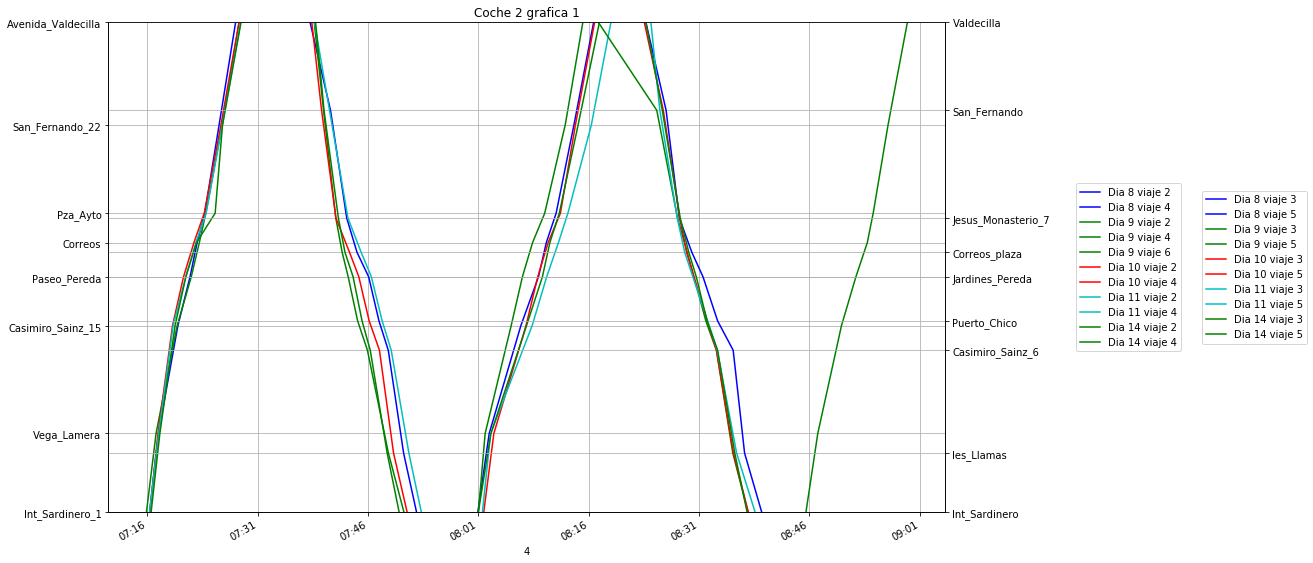 Coche 2 grafica 1
Avenida_Valdecilla
San_Fernando_22
Pza_Ayto
Correos
Paseo_Pereda
Casimiro_Sainz_15
Vega_Lamera
Int_Sardinero_1
Valdecilla
San_Fernando
Jesus_Monasterio_7
Correos_plaza
Jardines_Pereda
Puerto_Chico
Casimiro_Sainz_6
Ies_Llamas
Int_Sardinero
07:16
07:31
07:46
08:01
08:16
08:31
08:46
09:01
4
Dia 8 viaje 2
Dia 8 viaje 4
Dia 9 viaje 2
Dia 9 viaje 4
Dia 9 viaje 6
Dia 10 viaje 2
Dia 10 viaje 4
Dia 11 viaje 2
Dia 11 viaje 4
Dia 14 viaje 2
Dia 14 viaje 4
Dia 8 viaje 3
Dia 8 viaje 5
Dia 9 viaje 3
Dia 9 viaje 5
Dia 10 viaje 3
Dia 10 viaje 5
Dia 11 viaje 3
Dia 11 viaje 5
Dia 14 viaje 3
Dia 14 viaje 5